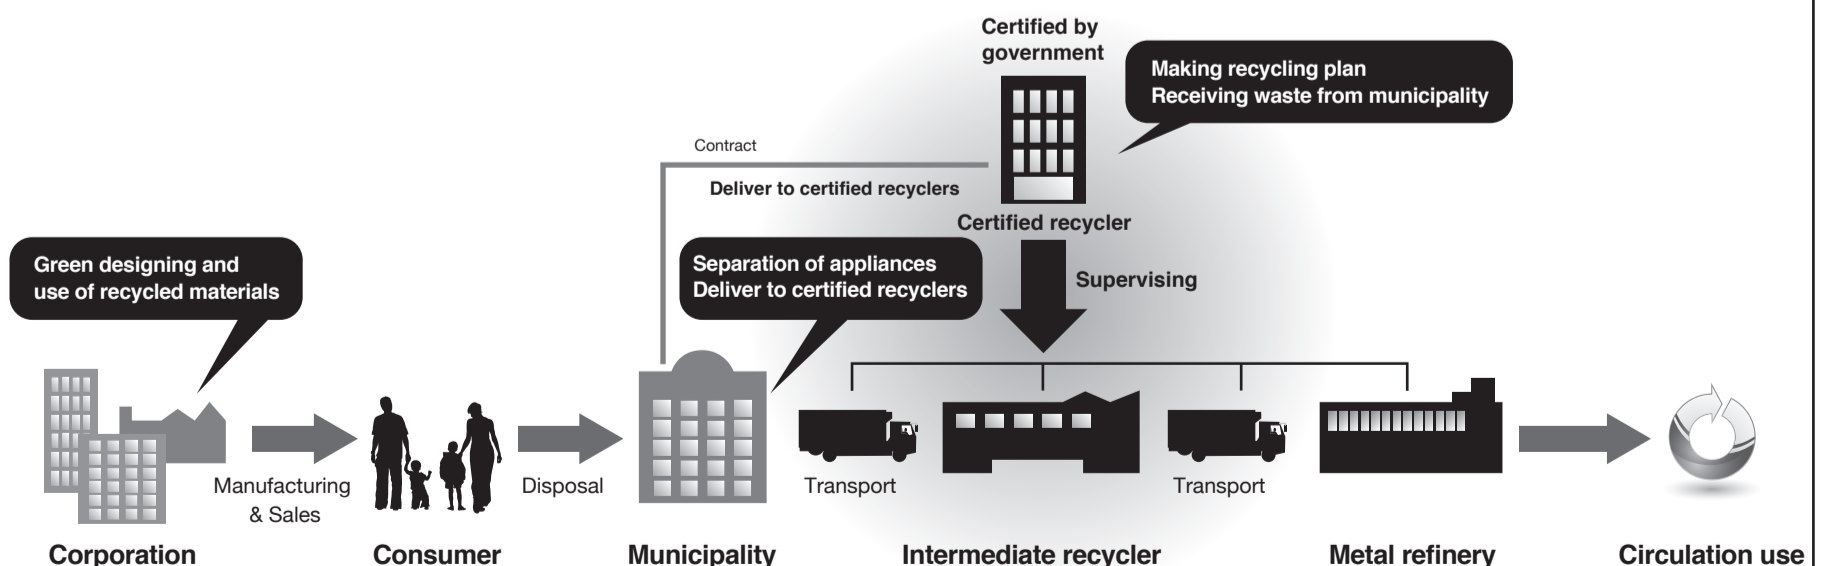 Certified by
government
Making recycling plan
Receiving waste from municipality
Contract
Deliver to certified recyclers
Certified recycler
Green designing and
use of recycled materials
Separation of appliances
Deliver to certified recyclers
Supervising
Manufacturing
& Sales
Disposal
Transport
Transport
Corporation
Consumer
Municipality
Intermediate recycler
Metal refinery
Circulation use